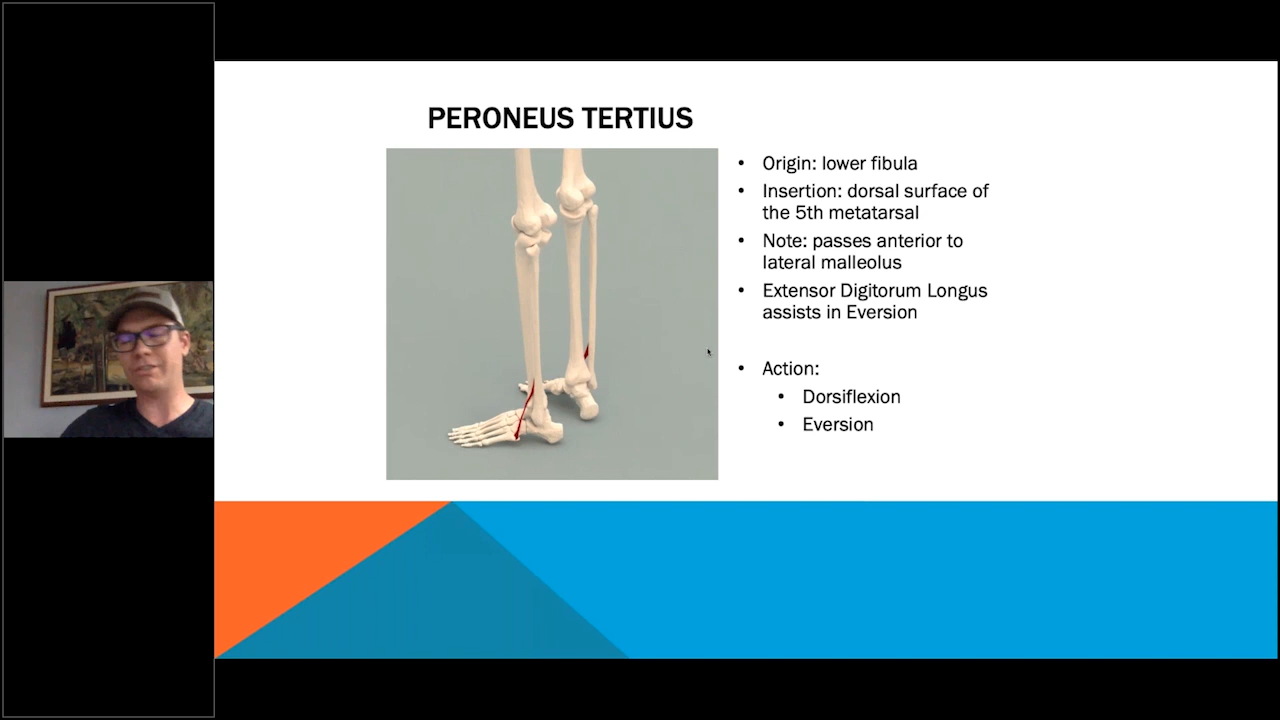 PERONEUS TERTIUS
• Origin: lower fibula
• Insertion: dorsal surface of
the 5th metatarsal
• Note: passes anterior to
lateral malleolus
• Extensor Digitorum Longus
assists in Eversion
• Action:
• Dorsiflexion
• Eversion